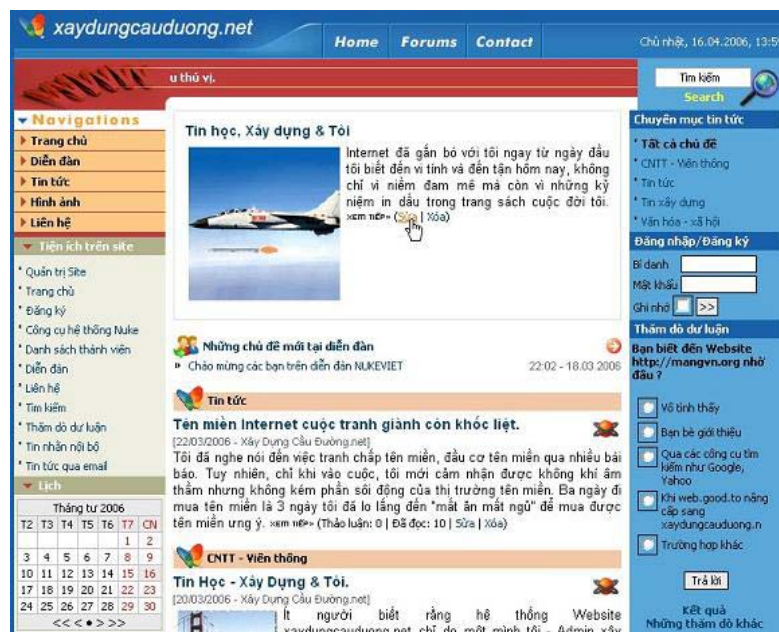 xaydungcauduong.net
Home Forums Contact
Chủ nhật, 16.04.2006, 13:5
u thú vị.
Tìm kiếm
Search
Navigations
Trang chủ
Diễn đàn
Tin tức
Hình ảnh
Liên hệ
Tiện ích trên site
Quản trị Site
Trang chủ
Đăng ký
Công cụ hệ thống Nuke
Danh sách thành viên
Diễn đàn
Liên hệ
Tìm kiếm
Thăm dò dư luận
Tin nhắn nội bộ
Tin tức qua email
Lịch
Tháng tư 2006
T2 T3 T4 T5 T6 T7 CN
1 2
3 4 5 6 7 8 9
10 11 12 13 14 15 16
17 18 19 20 21 22 23
24 25 26 27 28 29 30
<< < • > >>
Tin học, Xây dựng & Tôi
Internet đã gắn bó với tôi ngay từ ngày đầu
tôi biết đến vi tính và đến tận hôm nay, không
chỉ vì niềm đam mê mà còn vì những kỷ
niệm in dấu trong trang sách cuộc đời tôi.
XEM TIẾP» (Sửa | Xóa)
Những chủ đề mới tại diễn đàn
Chào mừng các bạn trên diễn đàn NUKEVIET 22:02 - 18.03 2006
Tin tức
Tên miền Internet cuộc tranh giành còn khốc liệt.
[22/03/2006 - Xây Dựng Cầu Đường.net]
Tôi đã nghe nói đến việc tranh chấp tên miền, đầu cơ tên miền qua nhiều bài
báo. Tuy nhiên, chỉ khi vào cuộc, tôi mới cảm nhận được không khí âm
thầm nhưng không kém phần sôi động của thị trường tên miền. Ba ngày đi
mua tên miền là 3 ngày tôi đã lo lắng đến "mất ăn mất ngủ" để mua được
tên miền ưng ý. XEM TIẾP» (Thảo luận: 0 | Đã đọc: 10 | Sửa | Xóa)
CNTT - Viễn thông
Tin Học - Xây Dựng & Tôi.
[20/03/2006 - Xây Dựng Cầu Đường.net]
Ít người biết rằng hệ thống Website
xaydungcauduong.net chỉ do một mình tôi - Admin xây
Chuyên mục tin tức
Tất cả chủ đề
CNTT - Viễn thông
Tin tức
Tin xây dựng
Văn hóa - xã hội
Đăng nhập/Đăng ký
Bí danh
Mật khẩu
Ghi nhớ >>
Thăm dò dư luận
Bạn biết đến Website
http://mangvn.org nhờ
đâu ?
Vô tình thấy
Bạn bè giới thiệu
Qua các công cụ tìm
kiếm như Google,
Yahoo
Khi web.good.to nâng
cấp sang
xaydungcauduong.n
Trường hợp khác
Trả lời
Kết quả
Những thăm dò khác